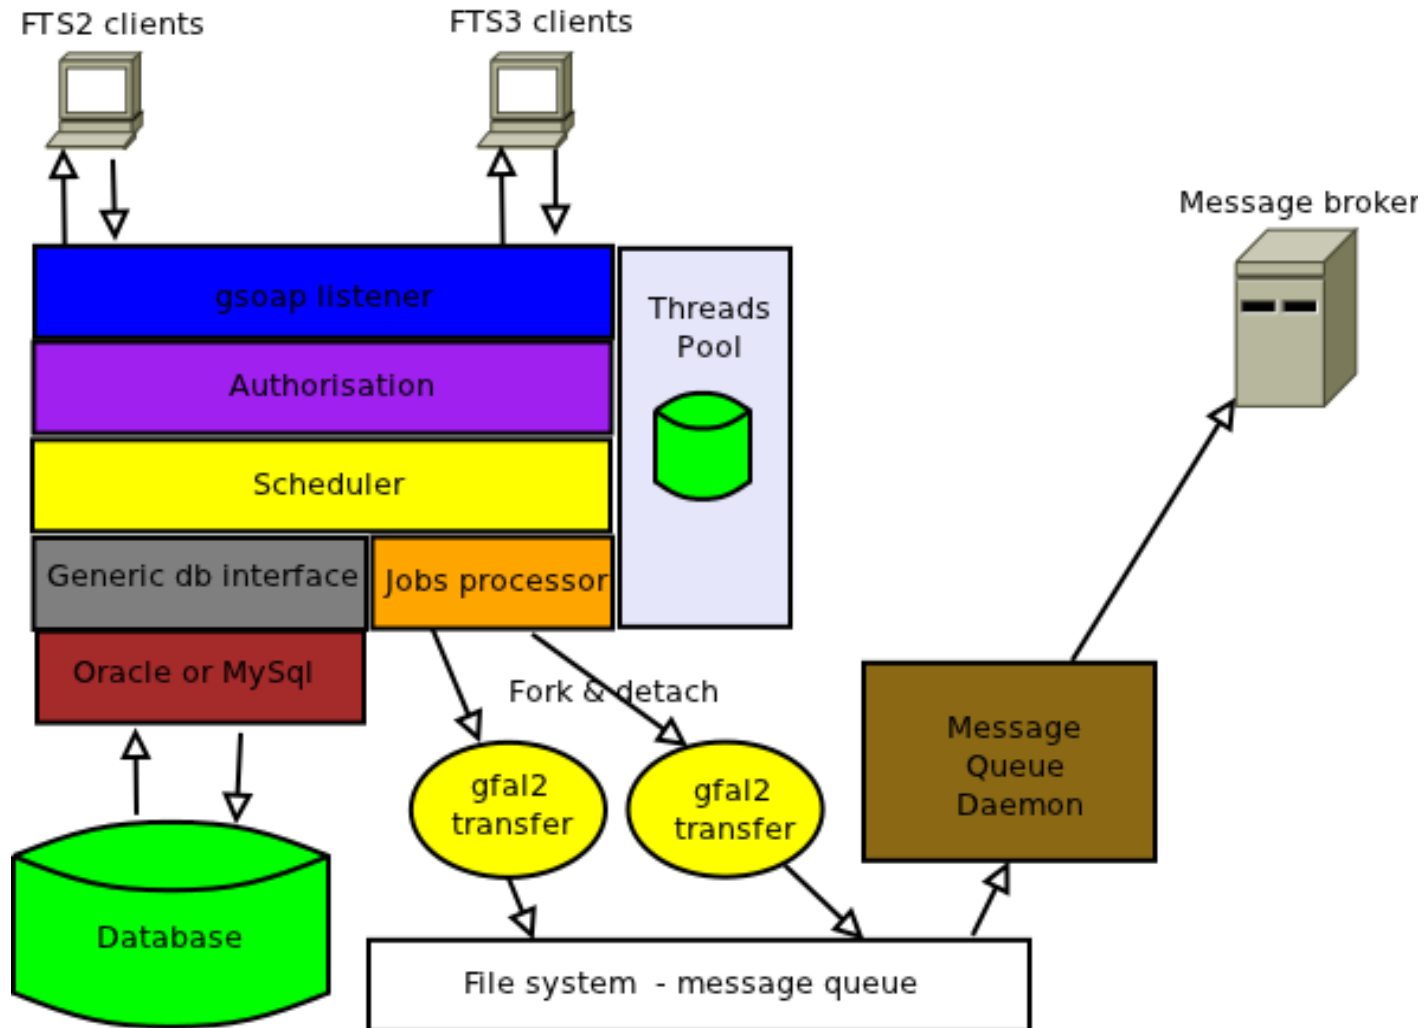 FTS2 clients
FTS3 clients
Message broker
gsoap listener
Threads
Pool
Authorisation
Scheduler
Generic db interface
Jobs processor
Oracle or MySql
Fork & detach
Message
Queue
Daemon
gfal2
transfer
gfal2
transfer
Database
File system - message queue